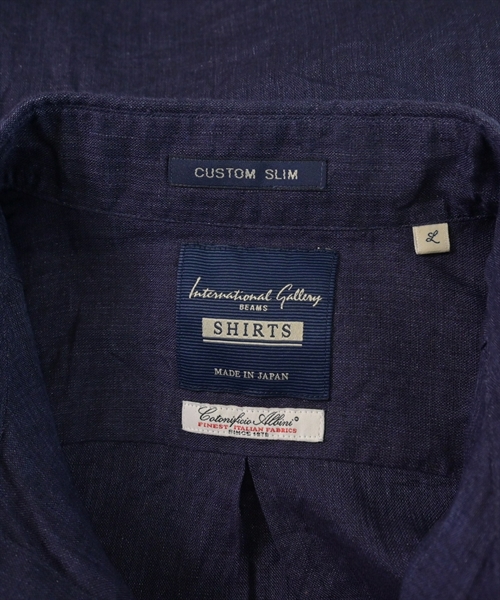 CUSTOM SLIM
L
International Gallery
BEAMS
SHIRTS
MADE IN JAPAN
Cotonificio Albini
FINEST ITALIAN FABRICS
SINCE 1876